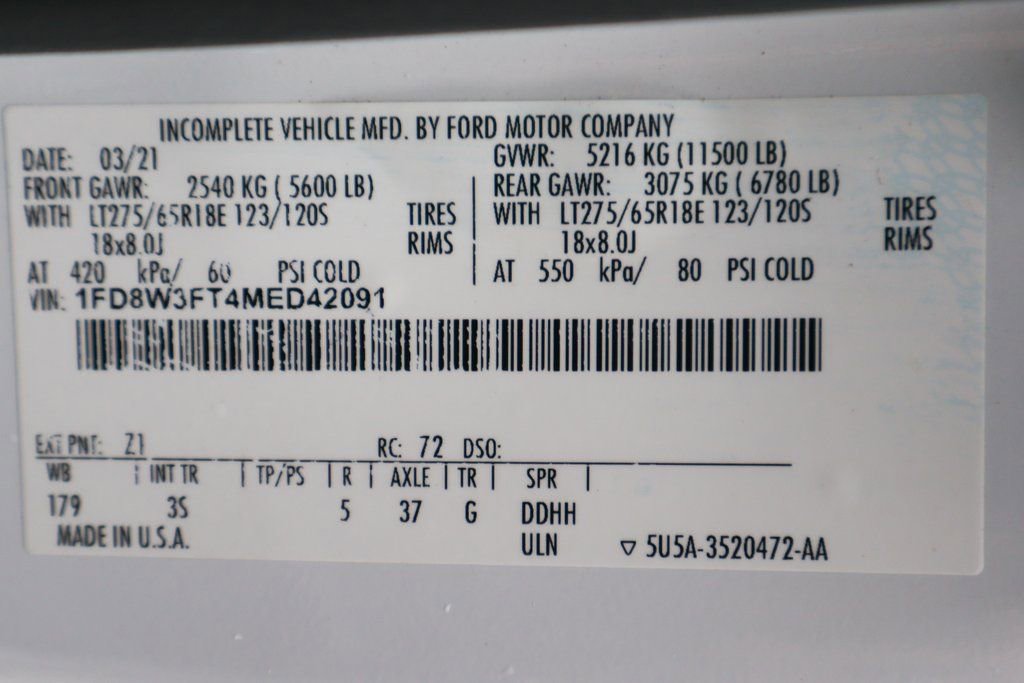 INCOMPLETE VEHICLE MFD. BY FORD MOTOR COMPANY
DATE: 03/21 GVWR: 5216 KG (11500 LB)
FRONT GAWR: 2540 KG ( 5600 LB) REAR GAWR: 3075 KG ( 6780 LB)
WITH LT275/65R18E 123/120S TIRES WITH LT275/65R18E 123/120S TIRES
18x8.0J RIMS 18x8.0J RIMS
AT 420 kPa/ 60 PSI COLD AT 550 kPa/ 80 PSI COLD
VIN: 1FD8W3FT4MED42091
EXT PNT: Z1 RC: 72 DSO:
WB | INT TR | TP/PS | R | AXLE | TR | SPR |
179 3S 5 37 G DDHH
MADE IN U.S.A. ULN ▽ 5U5A-3520472-AA